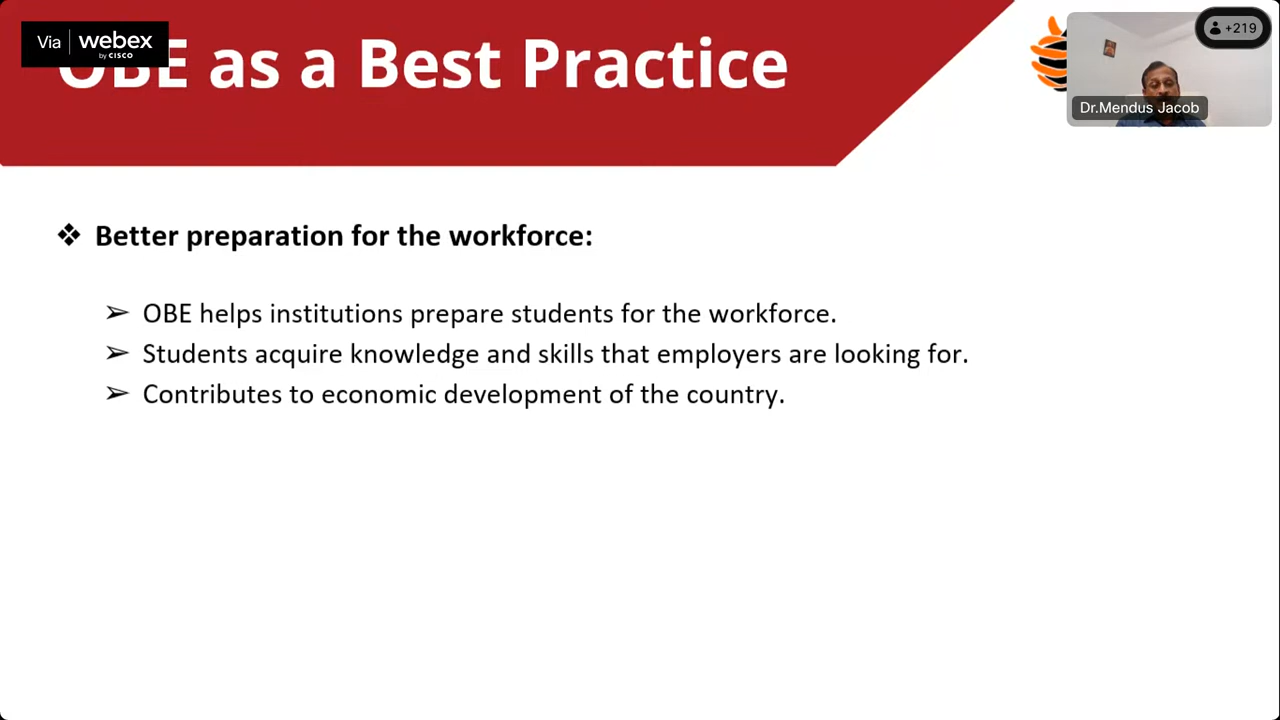 Via webex
by CISCO
OBE as a Best Practice
+219
Dr.Mendus Jacob
❖ Better preparation for the workforce:
➢ OBE helps institutions prepare students for the workforce.
➢ Students acquire knowledge and skills that employers are looking for.
➢ Contributes to economic development of the country.